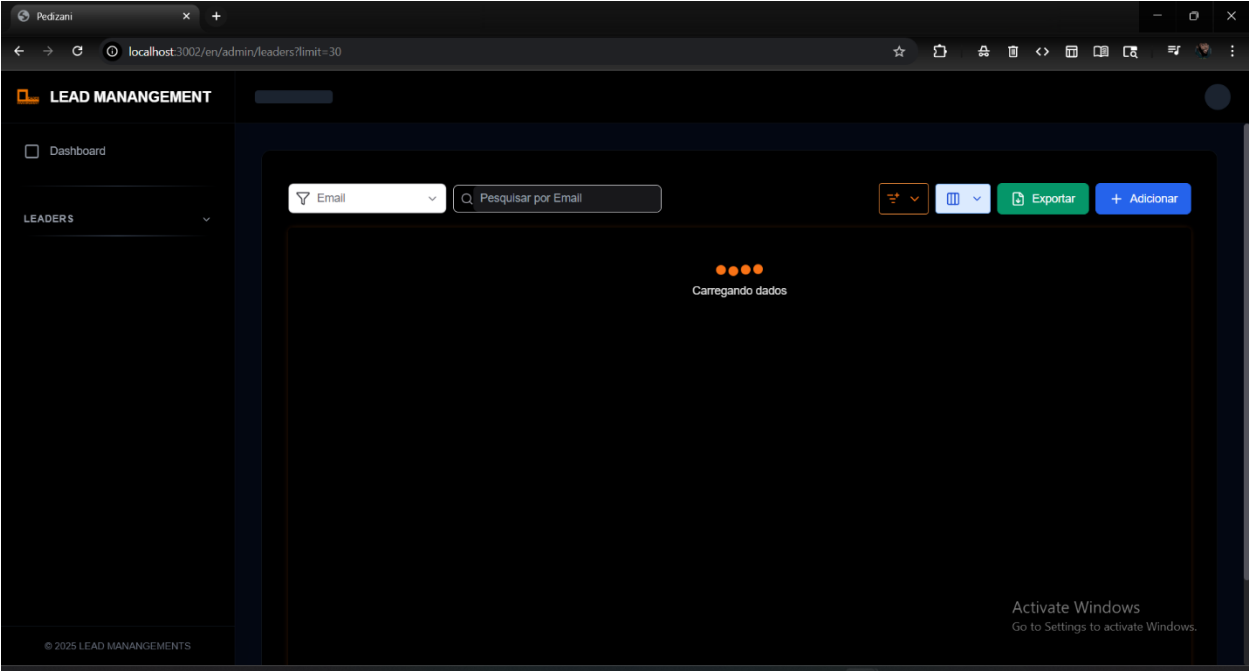 Pedizani
localhost:3002/en/admin/leaders?limit=30
LEAD MANANGEMENT
Dashboard
LEADERS
Email
Pesquisar por Email
Exportar
+ Adicionar
Carregando dados
Activate Windows
Go to Settings to activate Windows.
© 2025 LEAD MANANGEMENTS